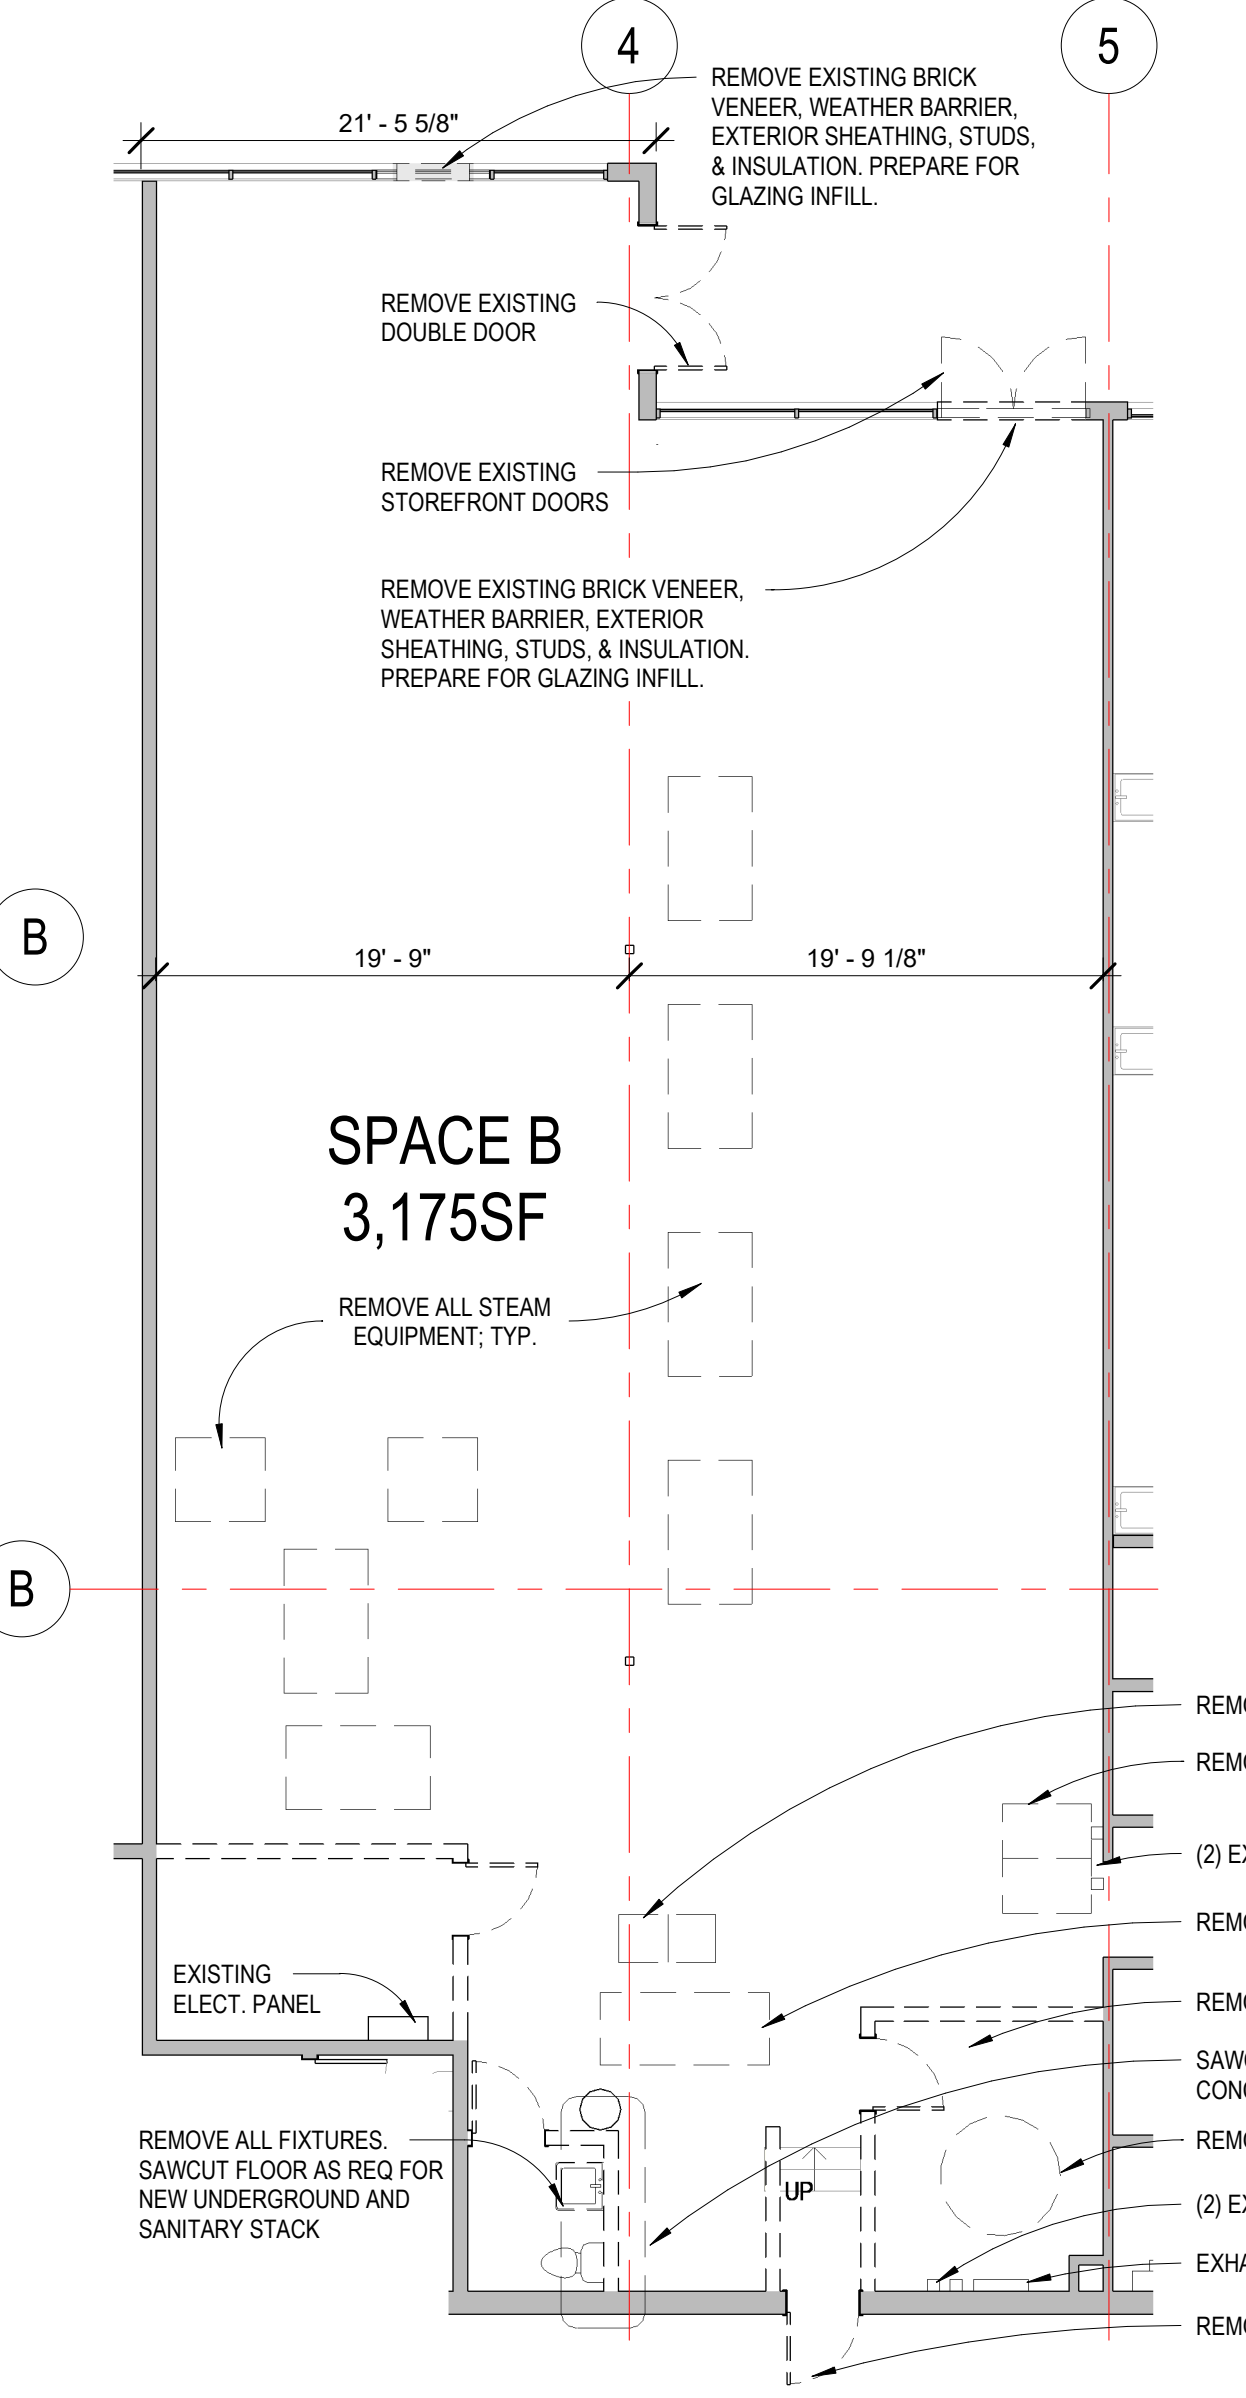 4
5
REMOVE EXISTING BRICK
VENEER, WEATHER BARRIER,
EXTERIOR SHEATHING, STUDS,
& INSULATION. PREPARE FOR
GLAZING INFILL.
21' - 5 5/8"
REMOVE EXISTING
DOUBLE DOOR
REMOVE EXISTING
STOREFRONT DOORS
REMOVE EXISTING BRICK VENEER,
WEATHER BARRIER, EXTERIOR
SHEATHING, STUDS, & INSULATION.
PREPARE FOR GLAZING INFILL.
B
19' - 9"
19' - 9 1/8"
SPACE B
3,175SF
REMOVE ALL STEAM
EQUIPMENT; TYP.
B
(2)
EXISTING
ELECT. PANEL
REMOVE ALL FIXTURES.
SAWCUT FLOOR AS REQ FOR
NEW UNDERGROUND AND
SANITARY STACK
UP
(2)